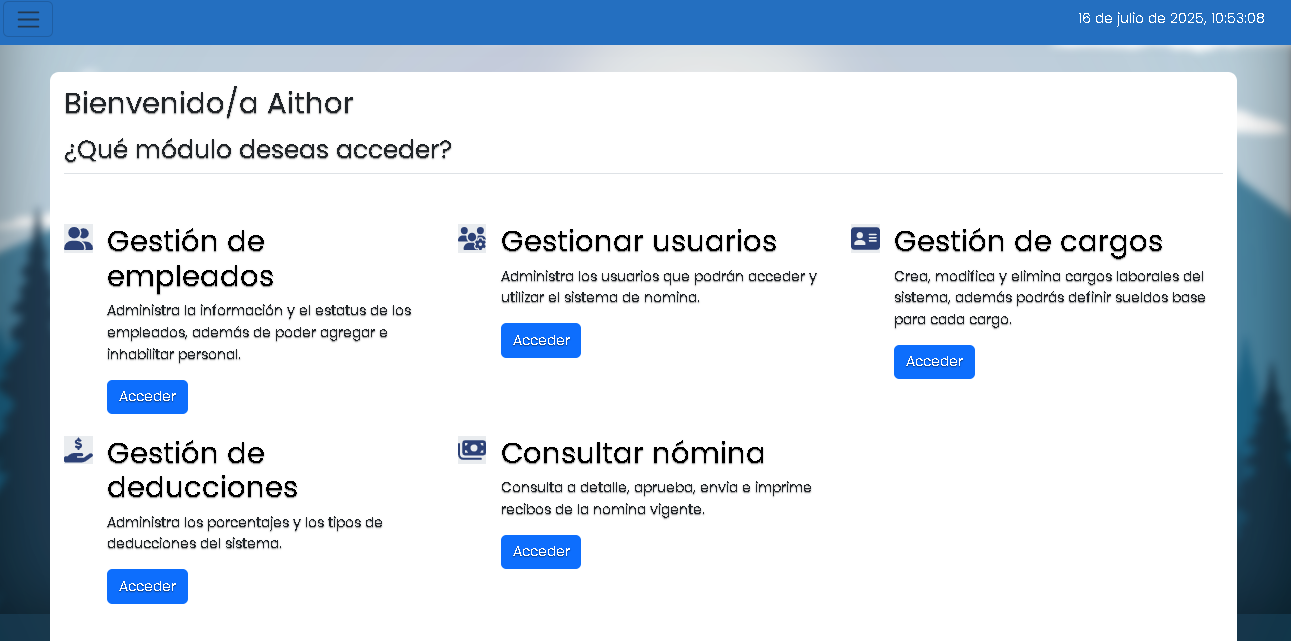 16 de julio de 2025, 10:53:08
Bienvenido/a Aithor
¿Qué módulo deseas acceder?
Gestión de
empleados
Administra la información y el estatus de los
empleados, además de poder agregar e
inhabilitar personal.
Acceder
Gestionar usuarios
Administra los usuarios que podrán acceder y
utilizar el sistema de nomina.
Acceder
Gestión de cargos
Crea, modifica y elimina cargos laborales del
sistema, además podrás definir sueldos base
para cada cargo.
Acceder
Gestión de
deducciones
Administra los porcentajes y los tipos de
deducciones del sistema.
Acceder
Consultar nómina
Consulta a detalle, aprueba, envia e imprime
recibos de la nomina vigente.
Acceder